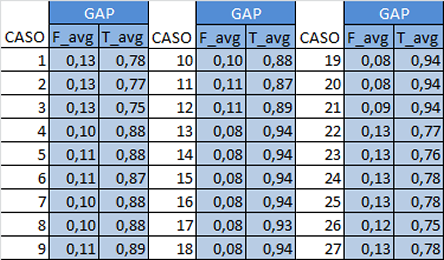 GAP GAP GAP
CASO F_avg T_avg CASO F_avg T_avg CASO F_avg T_avg
1 0,13 0,78 10 0,10 0,88 19 0,08 0,94
2 0,13 0,77 11 0,11 0,87 20 0,08 0,94
3 0,13 0,75 12 0,11 0,89 21 0,09 0,94
4 0,10 0,88 13 0,08 0,94 22 0,13 0,77
5 0,11 0,88 14 0,08 0,94 23 0,13 0,76
6 0,11 0,87 15 0,08 0,94 24 0,13 0,78
7 0,10 0,88 16 0,08 0,94 25 0,13 0,78
8 0,10 0,88 17 0,08 0,93 26 0,12 0,75
9 0,11 0,89 18 0,08 0,94 27 0,13 0,78